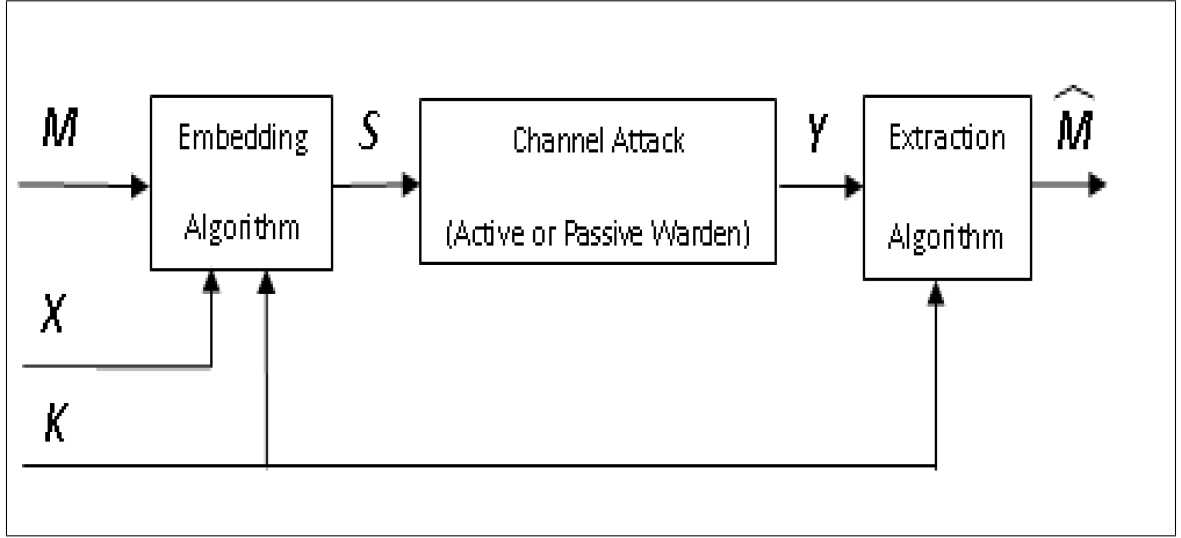 M
Embedding
Algorithm
S
Channel Attack
(Active or Passive Warden)
Y
Extraction
Algorithm
M̂
X
K